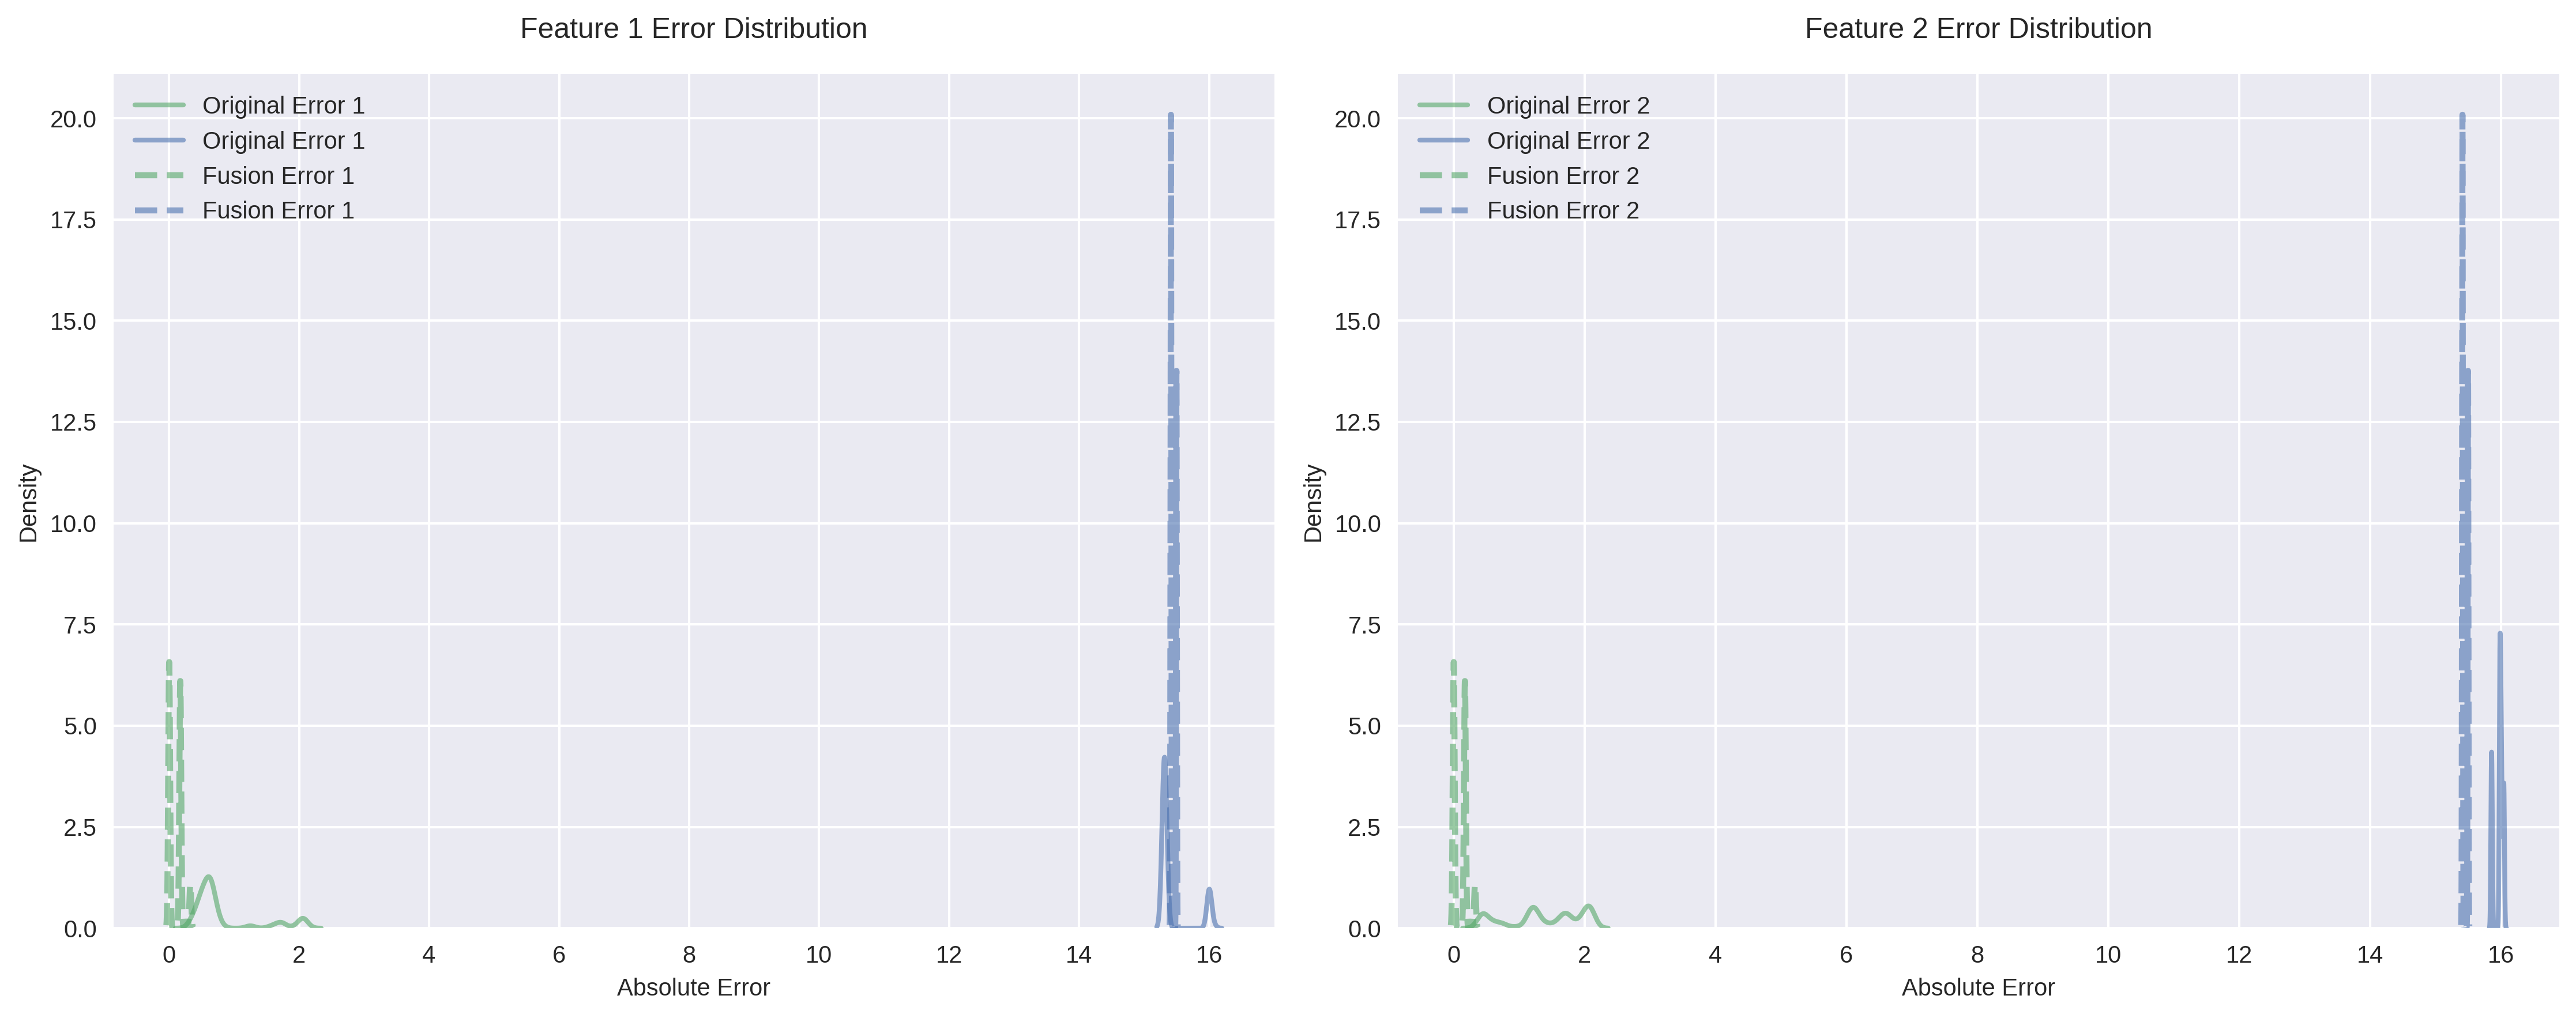 Feature 1 Error Distribution
Original Error 1
Original Error 1
Fusion Error 1
Fusion Error 1
20.0
17.5
15.0
12.5
10.0
7.5
5.0
2.5
0.0
Density
0 2 4 6 8 10 12 14 16
Absolute Error
Feature 2 Error Distribution
Original Error 2
Original Error 2
Fusion Error 2
Fusion Error 2
20.0
17.5
15.0
12.5
10.0
7.5
5.0
2.5
0.0
Density
0 2 4 6 8 10 12 14 16
Absolute Error